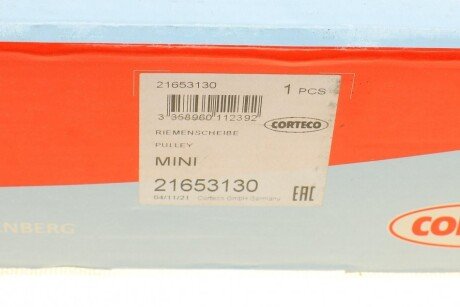 21653130
1 PCS
3 358960 112392
CORTECO
RIEMENSCHEIBE
PULLEY
MINI
21653130
04/11/21 Corteco GmbH Germany
EAC
ENBERG
COR